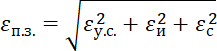 ε_{п.з.} = √(ε²_{у.с.} + ε²_{и} + ε²_{с})